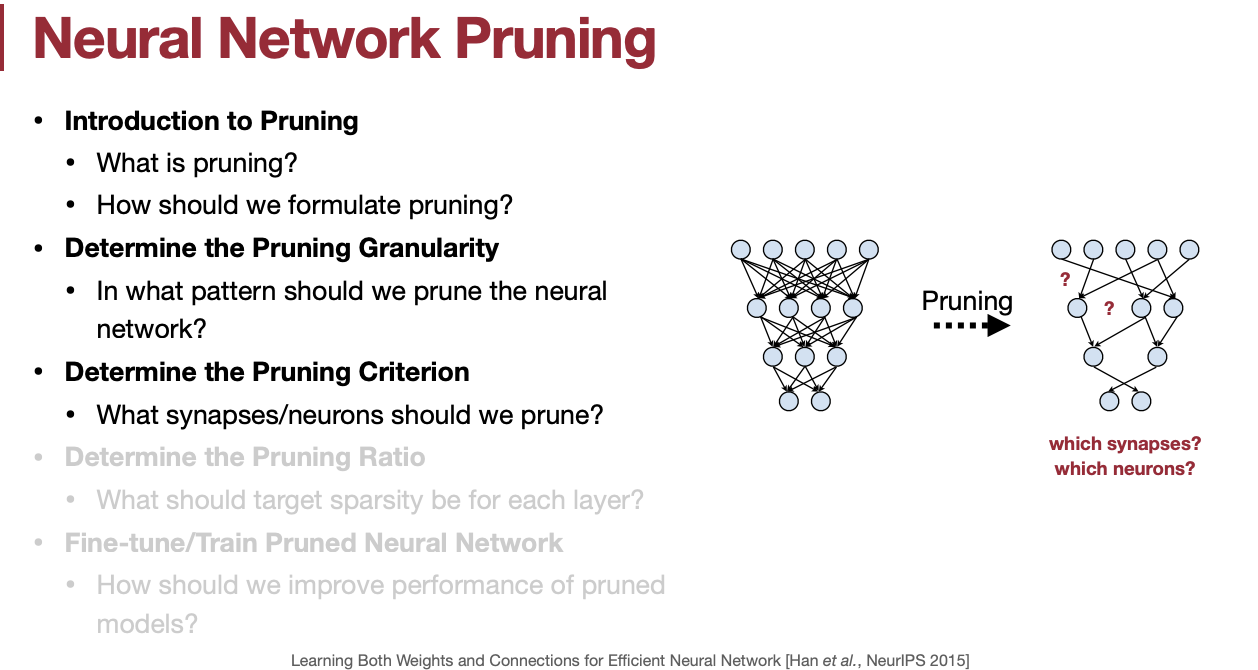 Neural Network Pruning
• Introduction to Pruning
• What is pruning?
• How should we formulate pruning?
• Determine the Pruning Granularity
• In what pattern should we prune the neural
network?
• Determine the Pruning Criterion
• What synapses/neurons should we prune?
• Determine the Pruning Ratio
• What should target sparsity be for each layer?
• Fine-tune/Train Pruned Neural Network
• How should we improve performance of pruned
models?
Pruning
?
?
which synapses?
which neurons?
Learning Both Weights and Connections for Efficient Neural Network [Han et al., NeurIPS 2015]